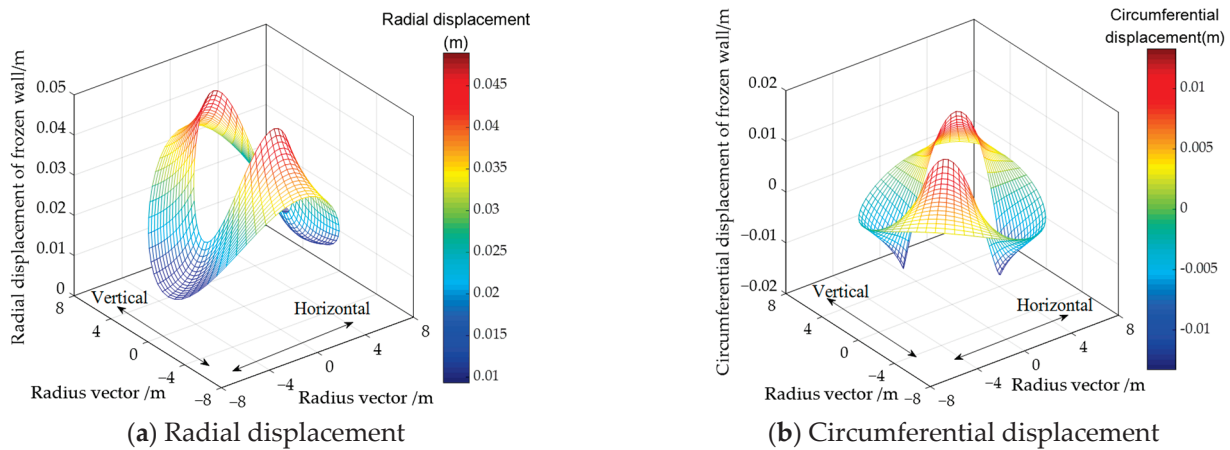 Radial displacement
(m)
0.045
0.04
0.035
0.03
0.025
0.02
0.015
0.01
Radial displacement of frozen wall/m
0.05
0.04
0.03
0.02
0.01
0
8
4
0
−4
−8
Vertical
Horizontal
−8
−4
0
4
8
Radius vector /m
Radius vector /m
(a) Radial displacement
Circumferential
displacement(m)
0.01
0.005
0
-0.005
-0.01
Circumferential displacement of frozen wall/m
0.02
0.01
0
−0.01
−0.02
8
4
0
−4
−8
Vertical
Horizontal
−8
−4
0
4
8
Radius vector /m
Radius vector /m
(b) Circumferential displacement